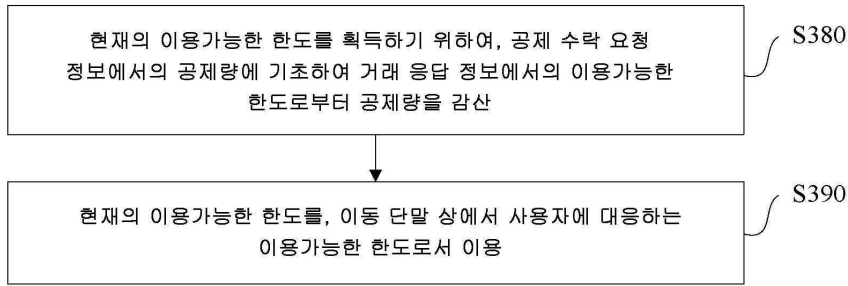 현재의 이용가능한 한도를 획득하기 위하여, 공제 수락 요청
정보에서의 공제량에 기초하여 거래 응답 정보에서의 이용가능한
한도로부터 공제량을 감산
S380
현재의 이용가능한 한도를, 이동 단말 상에서 사용자에 대응하는
이용가능한 한도로서 이용
S390